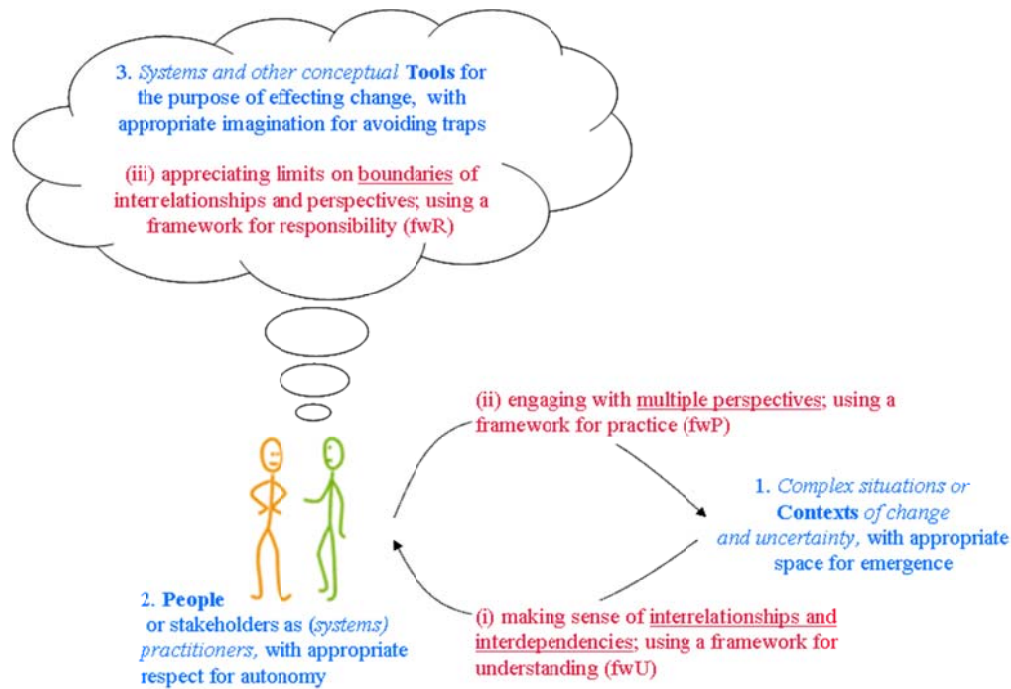 3. Systems and other conceptual Tools for
the purpose of effecting change, with
appropriate imagination for avoiding traps
(iii) appreciating limits on boundaries of
interrelationships and perspectives; using a
framework for responsibility (fwR)
(ii) engaging with multiple perspectives; using a
framework for practice (fwP)
1. Complex situations or
Contexts of change
and uncertainty, with appropriate
space for emergence
2. People
or stakeholders as (systems)
practitioners, with appropriate
respect for autonomy
(i) making sense of interrelationships and
interdependencies; using a framework for
understanding (fwU)